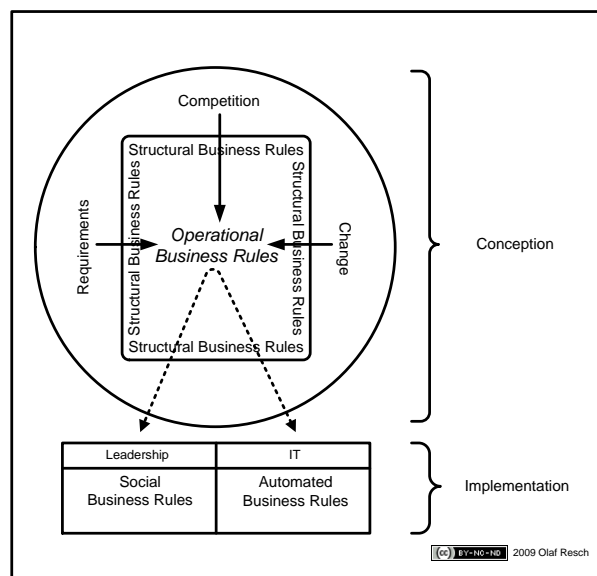 Competition
Structural Business Rules
Structural Business Rules
Structural Business Rules
Requirements
Change
Operational
Business Rules
Structural Business Rules
Conception
Leadership
IT
Social
Business Rules
Automated
Business Rules
Implementation
(cc) BY-NC-ND 2009 Olaf Resch